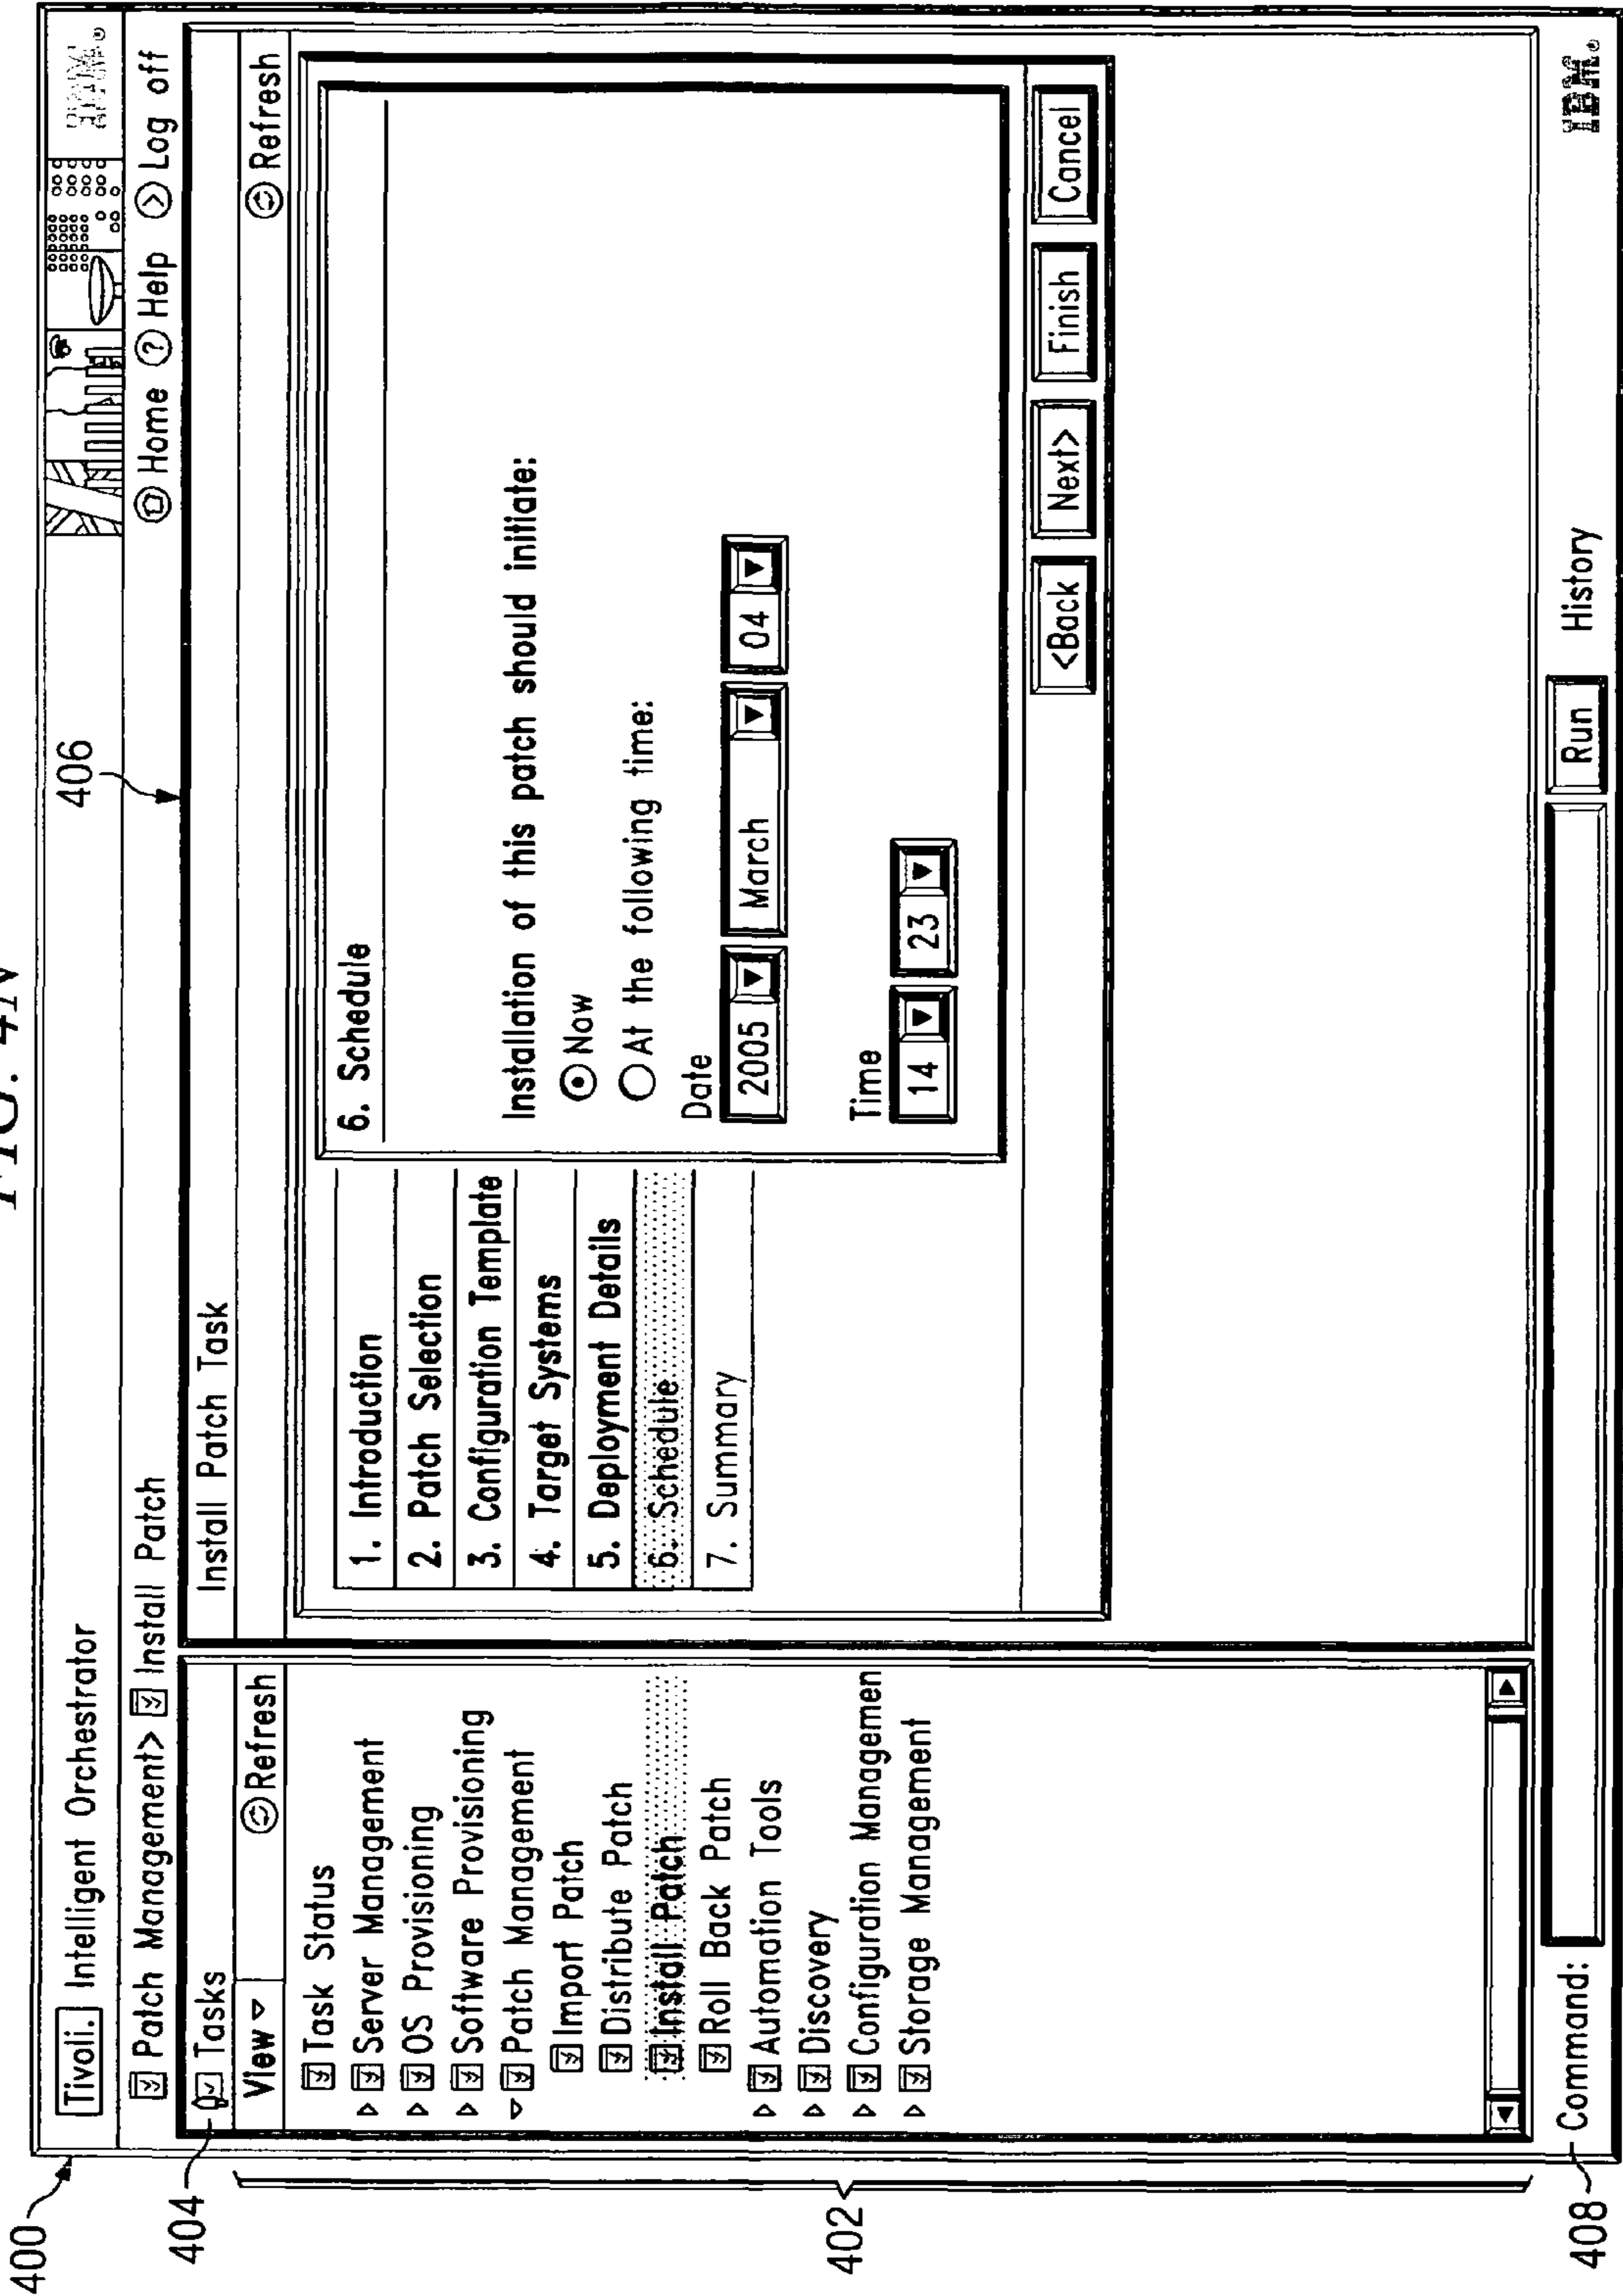 FIG. 4N
400
406
Tivoli. Intelligent Orchestrator
IBM®
Patch Management> Install Patch
Home ? Help > Log off
404
Tasks
View
Refresh
Task Status
Server Management
OS Provisioning
Software Provisioning
Patch Management
Import Patch
Distribute Patch
Install Patch
Roll Back Patch
Automation Tools
Discovery
Configuration Managemen
Storage Management
402
Install Patch Task
Refresh
1. Introduction
2. Patch Selection
3. Configuration Template
4. Target Systems
5. Deployment Details
6. Schedule
7. Summary
6. Schedule
Installation of this patch should initiate:
Now
At the following time:
Date
2005 March 04
Time
14 23
<Back Next> Finish Cancel
408
Command: Run History
IBM®